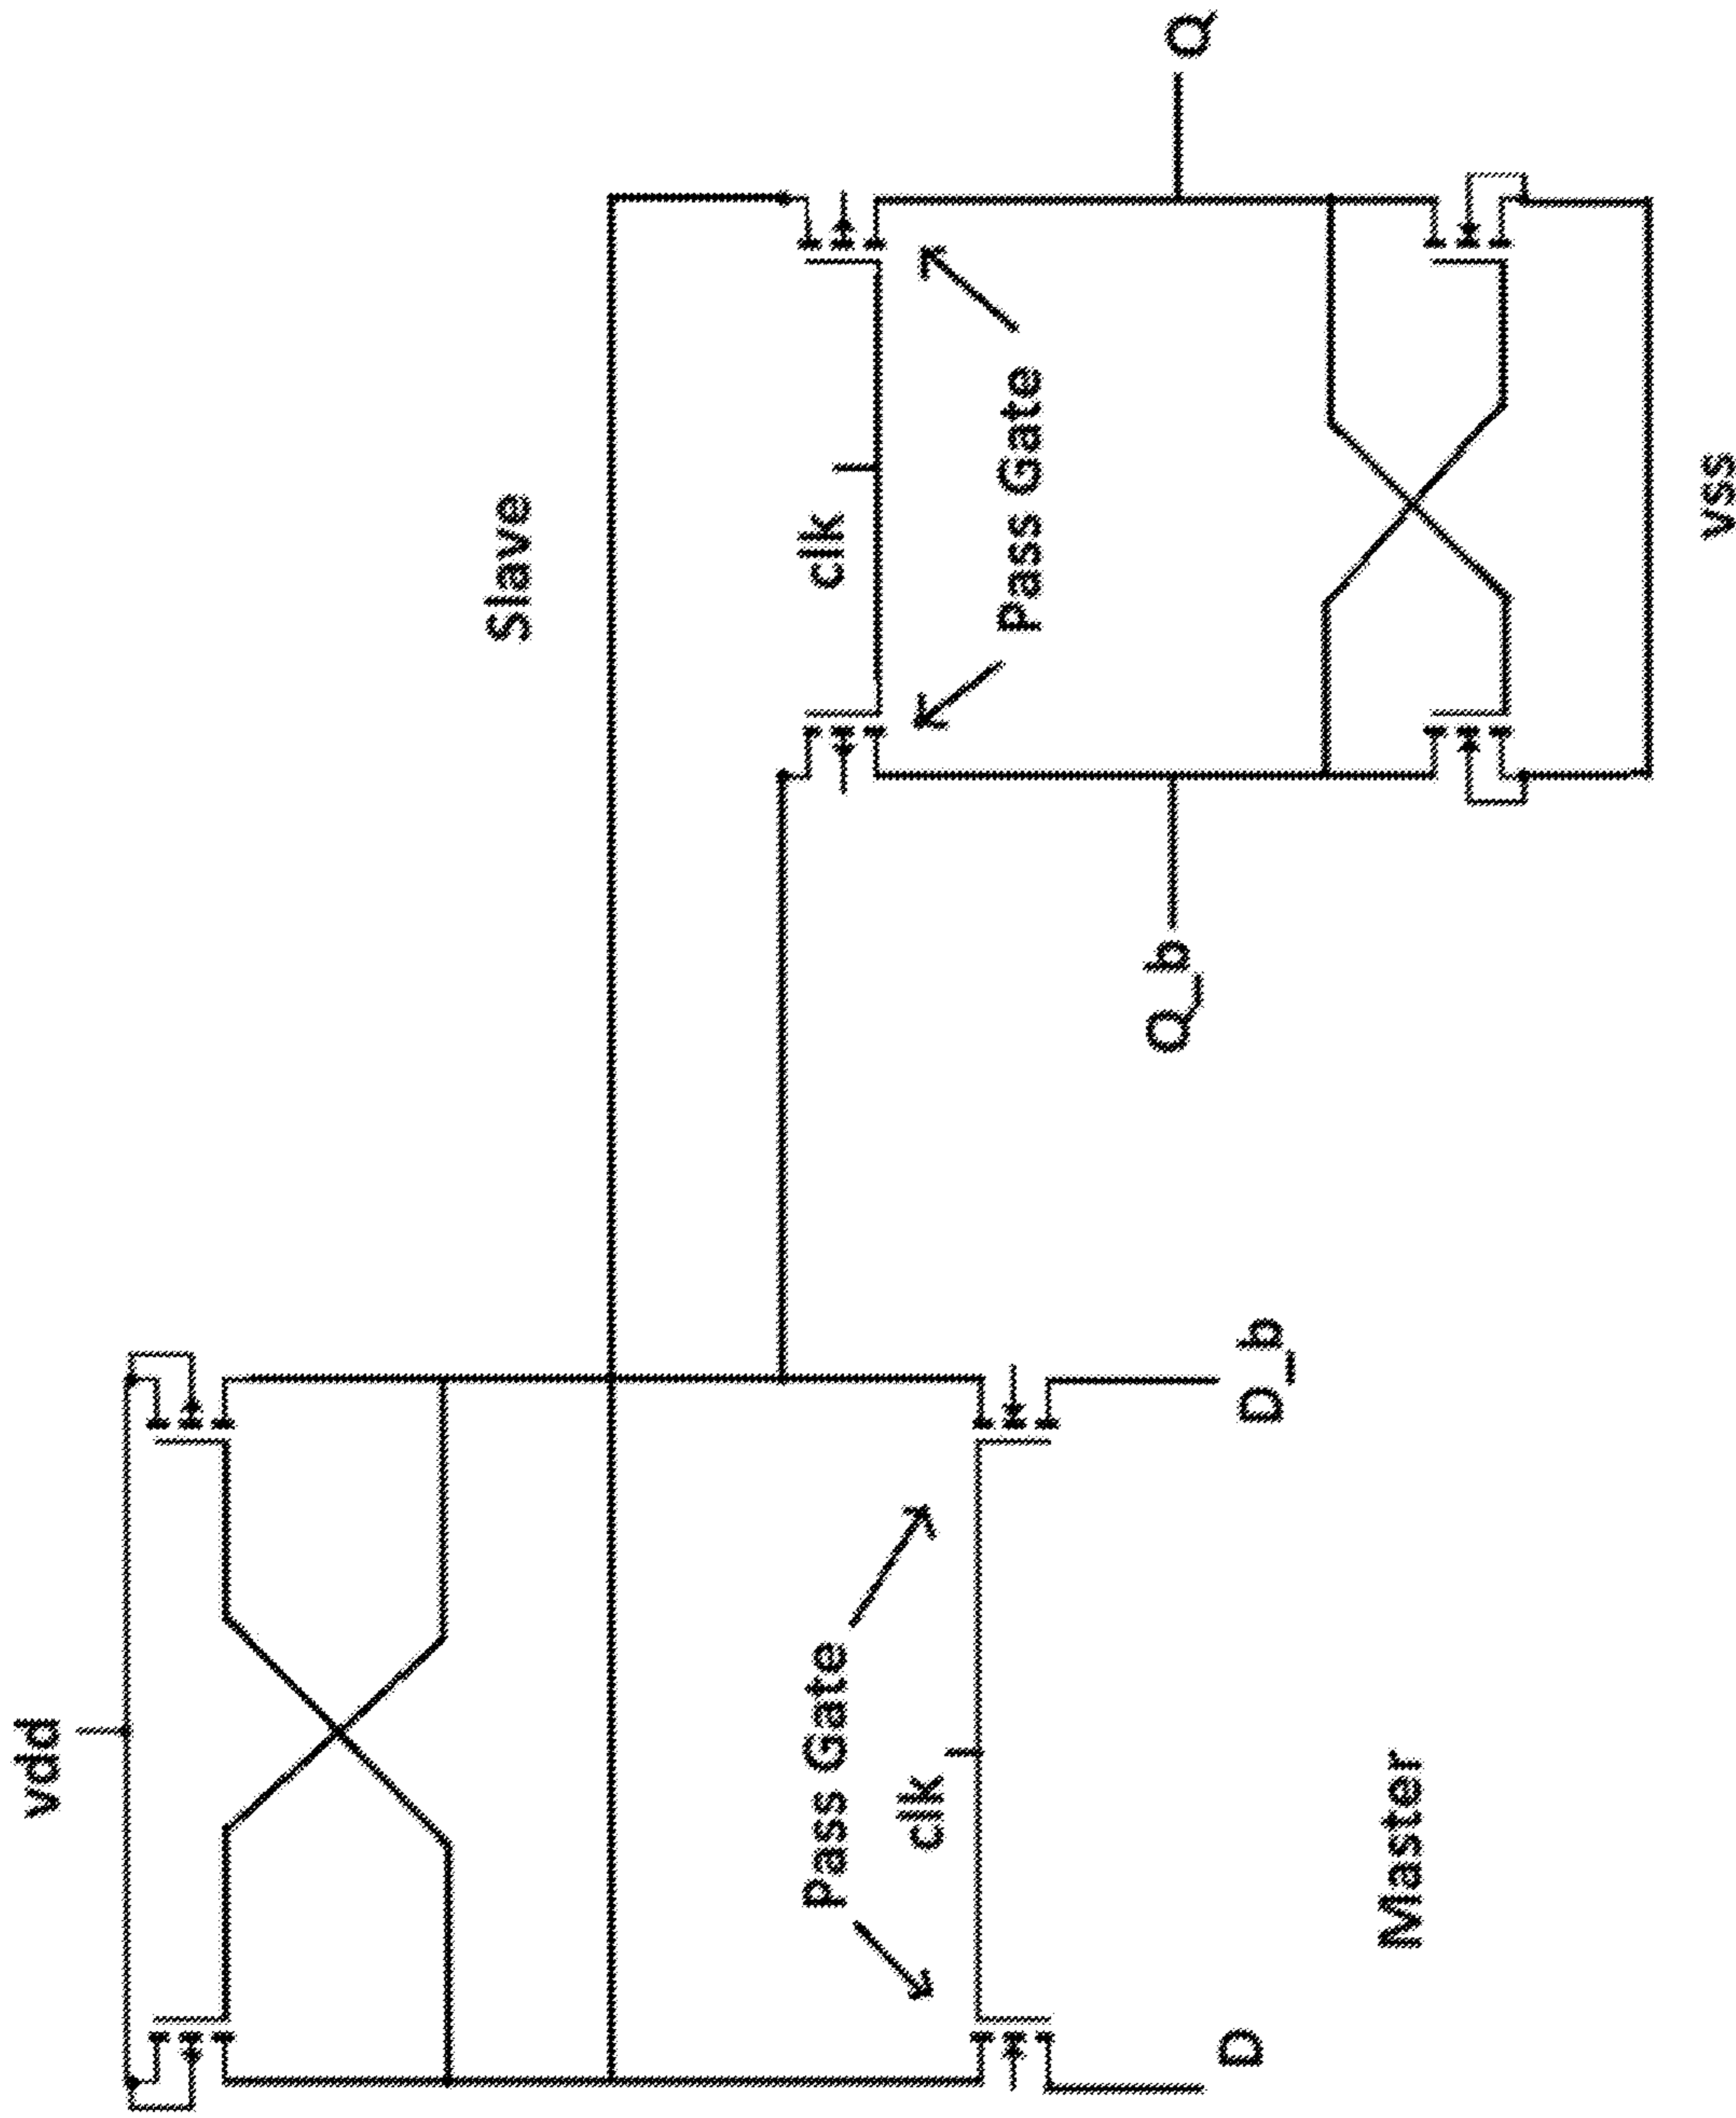 vdd
Slave
clk
Pass Gate
Q
Q_b
vss
Pass Gate
clk
D
D_b
Master